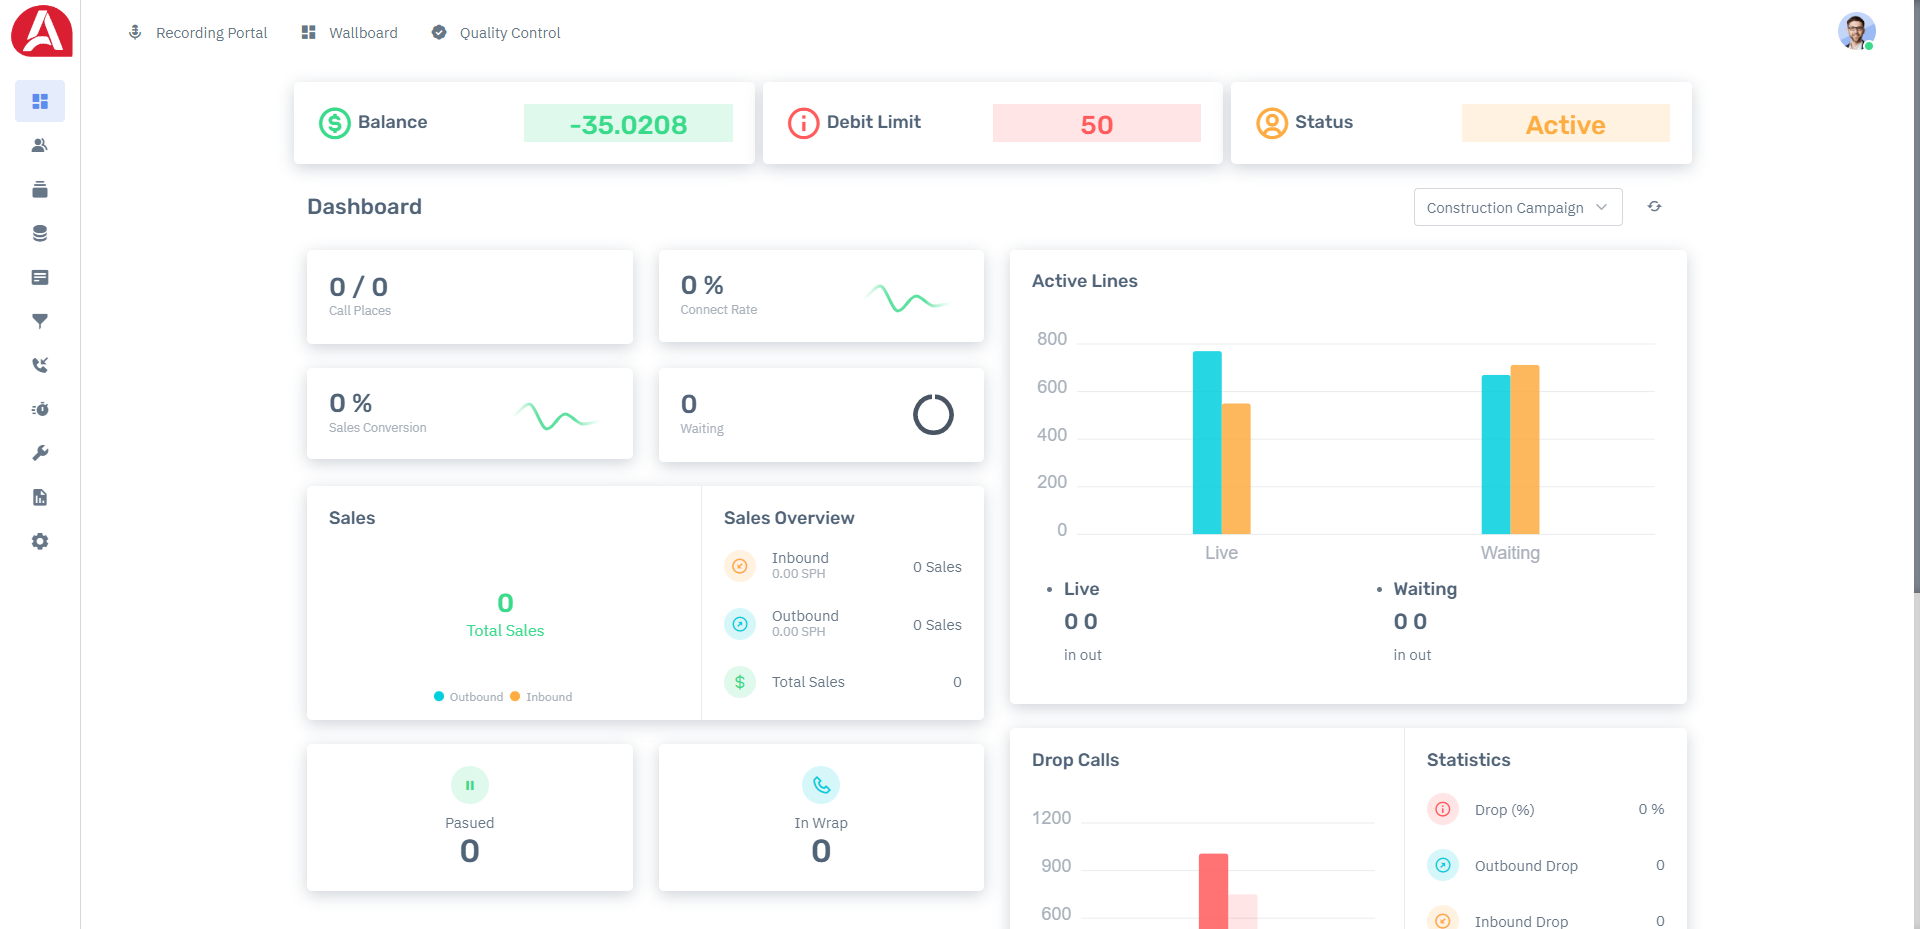 Recording Portal
Wallboard
Quality Control
Balance
-35.0208
Debit Limit
50
Status
Active
Dashboard
Construction Campaign
0 / 0
Call Places
0 %
Connect Rate
0 %
Sales Conversion
0
Waiting
Sales
0
Total Sales
Outbound Inbound
Sales Overview
Inbound
0.00 SPH
0 Sales
Outbound
0.00 SPH
0 Sales
$
Total Sales
0
Pasued
0
In Wrap
0
Active Lines
800
600
400
200
0
Live
Waiting
• Live
0 0
in out
• Waiting
0 0
in out
Drop Calls
1200
900
600
Statistics
Drop (%)
0 %
Outbound Drop
0
Inbound Drop
0